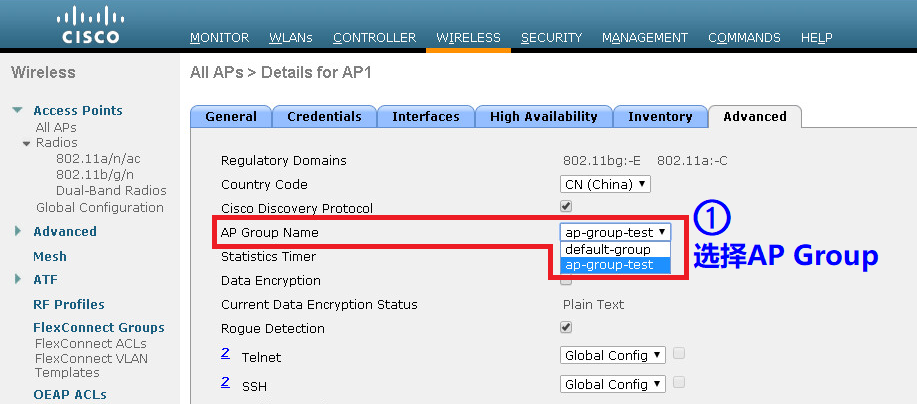 CISCO
MONITOR WLANs CONTROLLER WIRELESS SECURITY MANAGEMENT COMMANDS HELP
Wireless
Access Points
All APs
Radios
802.11a/n/ac
802.11b/g/n
Dual-Band Radios
Global Configuration
Advanced
Mesh
ATF
RF Profiles
FlexConnect Groups
FlexConnect ACLs
FlexConnect VLAN
Templates
OEAP ACLs
All APs > Details for AP1
General Credentials Interfaces High Availability Inventory Advanced
Regulatory Domains 802.11bg:-E 802.11a:-C
Country Code CN (China)
Cisco Discovery Protocol
AP Group Name ap-group-test
default-group
ap-group-test
①
选择AP Group
Statistics Timer
Data Encryption
Current Data Encryption Status Plain Text
Rogue Detection
2 Telnet Global Config
2 SSH Global Config